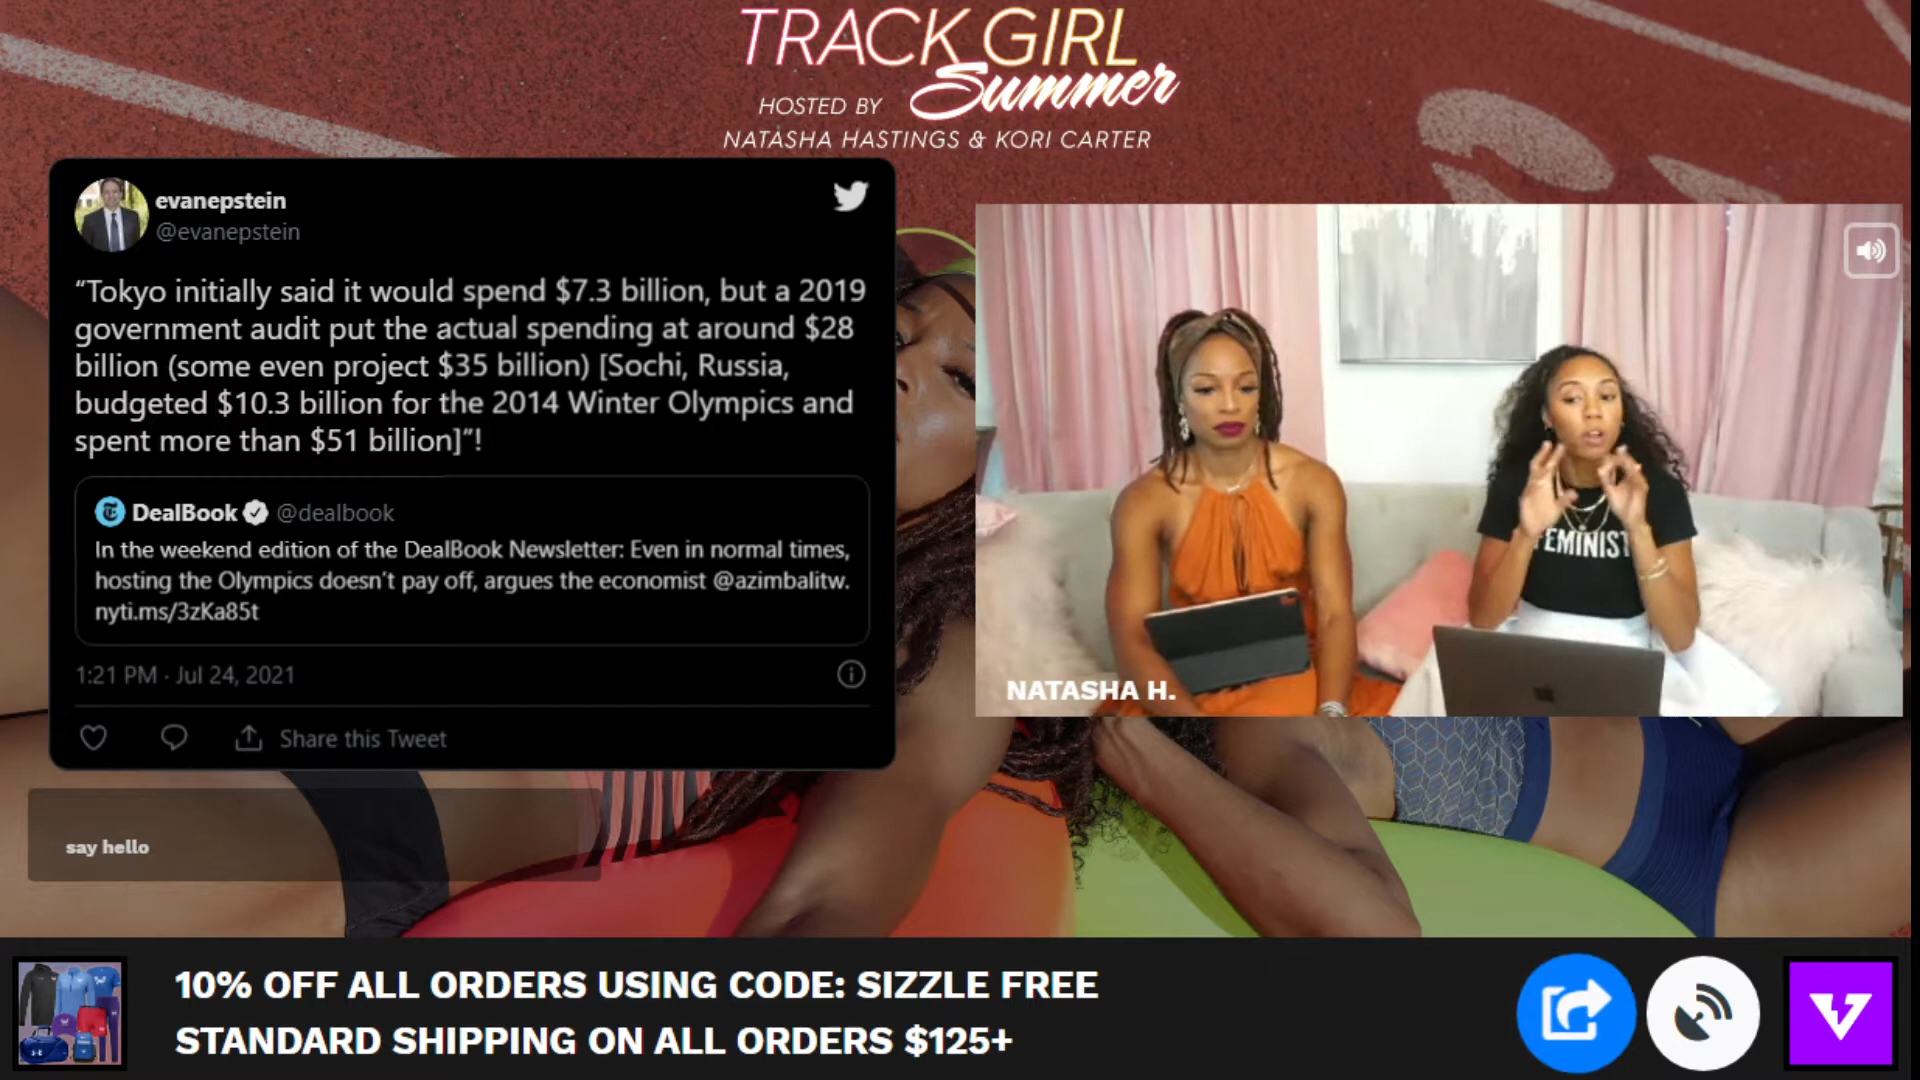 TRACK GIRL
Summer
HOSTED BY
NATASHA HASTINGS & KORI CARTER
evanepstein
@evanepstein
“Tokyo initially said it would spend $7.3 billion, but a 2019
government audit put the actual spending at around $28
billion (some even project $35 billion) [Sochi, Russia,
budgeted $10.3 billion for the 2014 Winter Olympics and
spent more than $51 billion]”!
DealBook @dealbook
In the weekend edition of the DealBook Newsletter: Even in normal times,
hosting the Olympics doesn’t pay off, argues the economist @azimbalitw.
nyti.ms/3zKa85t
1:21 PM · Jul 24, 2021
Share this Tweet
FEMINIST
NATASHA H.
say hello
10% OFF ALL ORDERS USING CODE: SIZZLE FREE
STANDARD SHIPPING ON ALL ORDERS $125+